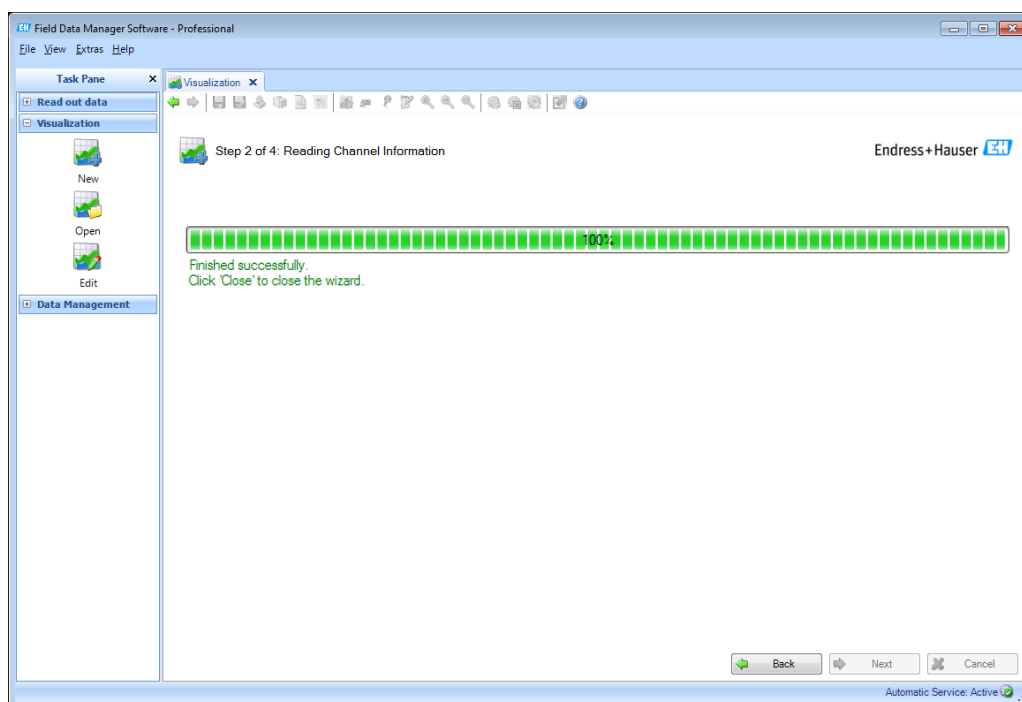 Field Data Manager Software - Professional
File View Extras Help
Task Pane
Visualization
Read out data
Visualization
New
Open
Edit
Data Management
Step 2 of 4: Reading Channel Information
Endress+Hauser EH
100%
Finished successfully.
Click 'Close' to close the wizard.
Back Next Cancel
Automatic Service: Active